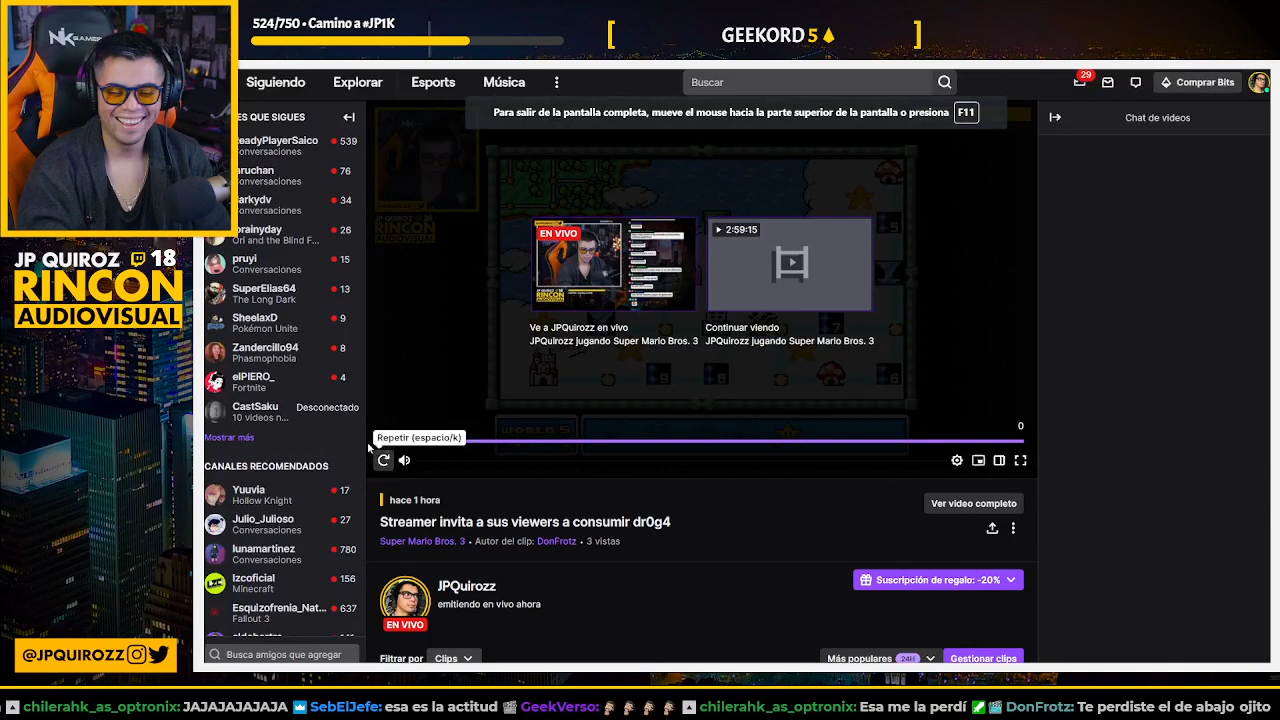 524/750 • Camino a #JP1K
GEEKORD 5
NIK
GAMER
Siguiendo
Explorar
Esports
Música
Buscar
29
Comprar Bits
Para salir de la pantalla completa, mueve el mouse hacia la parte superior de la pantalla o presiona F11
ES QUE SIGUES
eadyPlayerSaico 539
Conversaciones
aruchan 76
Conversaciones
arkydv 34
Conversaciones
brainyday 26
Ori and the Blind F...
pruyi 15
Conversaciones
SuperElias64 13
The Long Dark
SheelaxD 9
Pokémon Unite
Zandercillo94 8
Phasmophobia
elPIERO_ 4
Fortnite
CastSaku Desconectado
10 videos n...
Mostrar más
CANALES RECOMENDADOS
Yuuvia 17
Hollow Knight
Julio_Julioso 27
Conversaciones
lunamartinez 780
Conversaciones
Izcoficial 156
Minecraft
Esquizofrenia_Nat... 637
Fallout 3
Busca amigos que agregar
JP QUIROZ 18
RINCON
AUDIOVISUAL
@JPQUIROZZ
EN VIVO
2:59:15
Ve a JPQuirozz en vivo
JPQuirozz jugando Super Mario Bros. 3
Continuar viendo
JPQuirozz jugando Super Mario Bros. 3
WORLD 5
0
Repetir (espacio/k)
hace 1 hora
Ver video completo
Streamer invita a sus viewers a consumir dr0g4
Super Mario Bros. 3 • Autor del clip: DonFrotz • 3 vistas
JPQuirozz
emitiendo en vivo ahora
EN VIVO
Suscripción de regalo: -20%
Filtrar por Clips
Más populares 24H
Gestionar clips
Chat de videos
chilerahk_as_optronix: JAJAJAJAJAJA SebElJefe: esa es la actitud GeekVerso: chilerahk_as_optronix: Esa me la perdí DonFrotz: Te perdiste el de abajo ojito